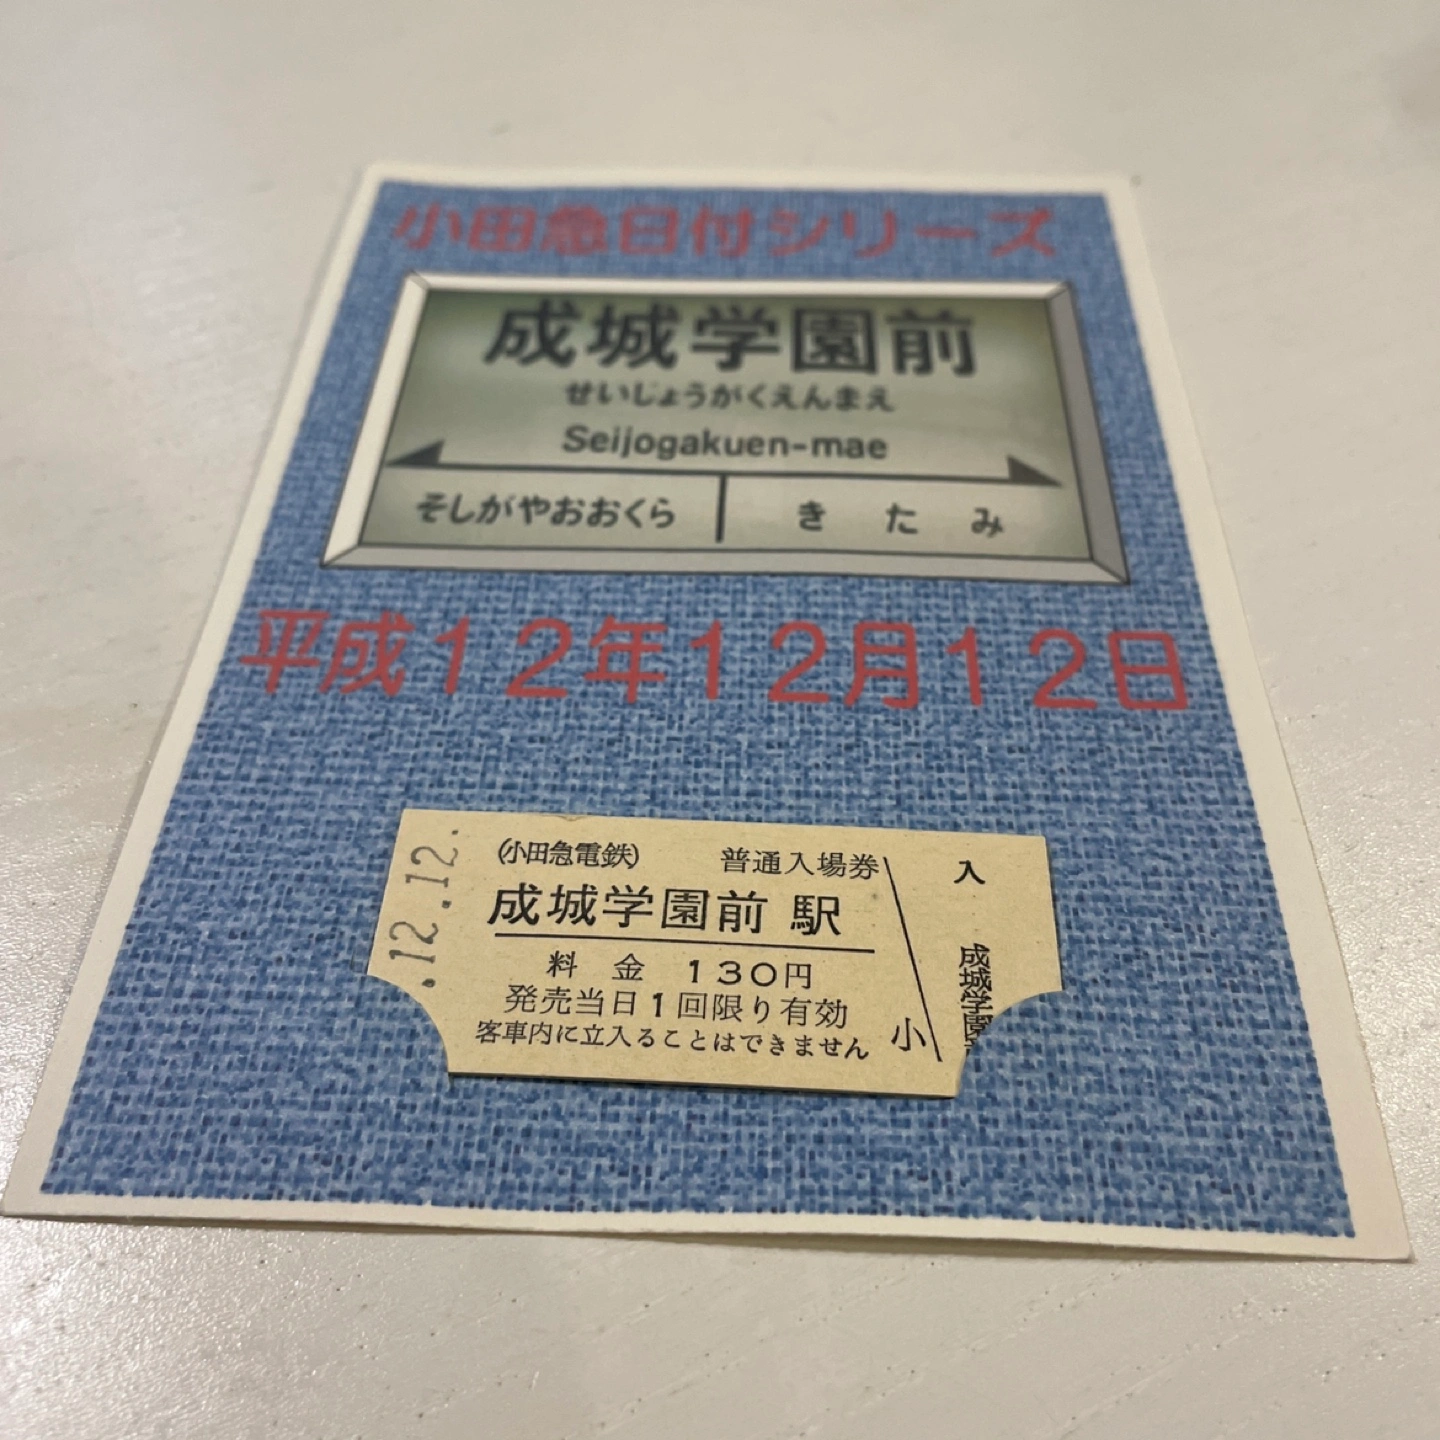 小田急日付シリーズ
成城学園前
せいじょうがくえんまえ
Seijogakuen-mae
そしがやおおくら
きたみ
平成12年12月12日
.12.12.
(小田急電鉄)
普通入場券
成城学園前駅
料金 130円
発売当日1回限り有効
客車内に立入ることはできません
小
入
成城学園